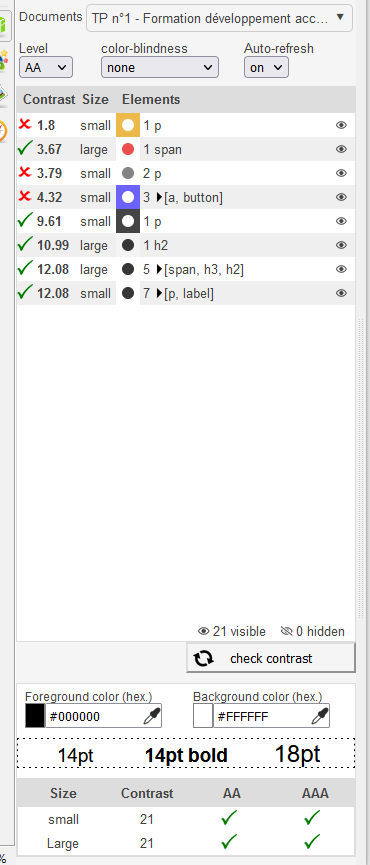 Documents TP n°1 - Formation développement acc...
Level color-blindness Auto-refresh
AA none on
Contrast Size Elements
1.8 small 1 p
3.67 large 1 span
3.79 small 2 p
4.32 small 3 [a, button]
9.61 small 1 p
10.99 large 1 h2
12.08 large 5 [span, h3, h2]
12.08 small 7 [p, label]
21 visible 0 hidden
check contrast
Foreground color (hex.) Background color (hex.)
#000000 #FFFFFF
14pt 14pt bold 18pt
Size Contrast AA AAA
small 21
Large 21
%